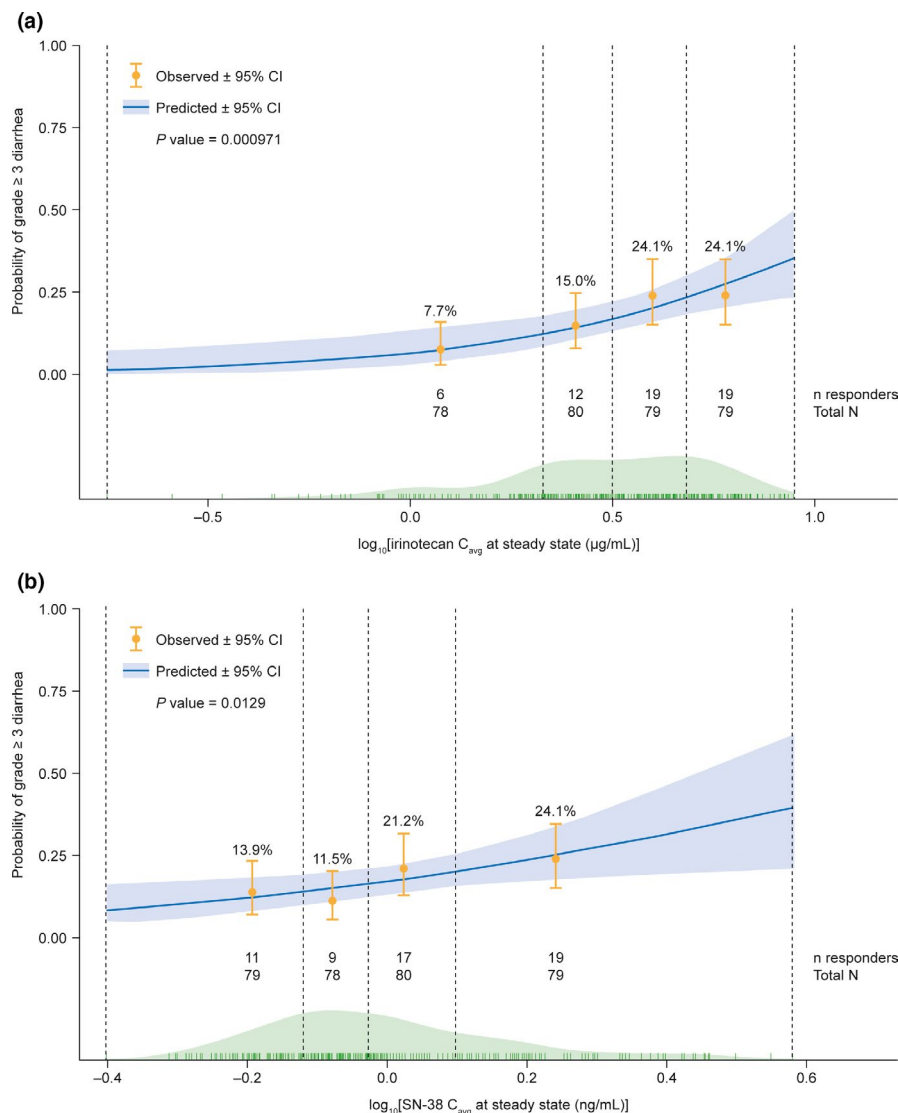 (a)
1.00
0.75
0.50
0.25
0.00
Probability of grade ≥ 3 diarrhea
Observed ± 95% CI
Predicted ± 95% CI
P value = 0.000971
7.7%
15.0%
24.1%
24.1%
6 12 19 19 n responders
78 80 79 79 Total N
–0.5 0.0 0.5 1.0
log₁₀[irinotecan Cavg at steady state (μg/mL)]
(b)
1.00
0.75
0.50
0.25
0.00
Probability of grade ≥ 3 diarrhea
Observed ± 95% CI
Predicted ± 95% CI
P value = 0.0129
13.9%
11.5%
21.2%
24.1%
11 9 17 19 n responders
79 78 80 79 Total N
–0.4 –0.2 0.0 0.2 0.4 0.6
log₁₀[SN-38 Cavg at steady state (ng/mL)]